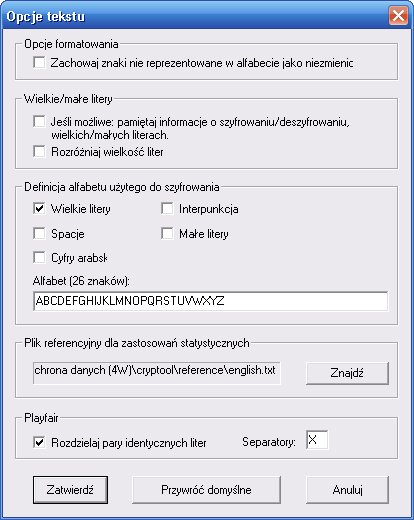 Opcje tekstu
Opcje formatowania
Zachowaj znaki nie reprezentowane w alfabecie jako niezmienic
Wielkie/małe litery
Jeśli możliwe: pamiętaj informacje o szyfrowaniu/deszyfrowaniu,
wielkich/małych literach.
Rozróżniaj wielkość liter
Definicja alfabetu użytego do szyfrowania
Wielkie litery Interpunkcja
Spacje Małe litery
Cyfry arabsk
Alfabet (26 znaków):
ABCDEFGHIJKLMNOPQRSTUVWXYZ
Plik referencyjny dla zastosowań statystycznych
chrona danych (4W)\cryptool\reference\english.txt Znajdź
Playfair
Rozdzielaj pary identycznych liter Separatory: X
Zatwierdź Przywróć domyślne Anuluj